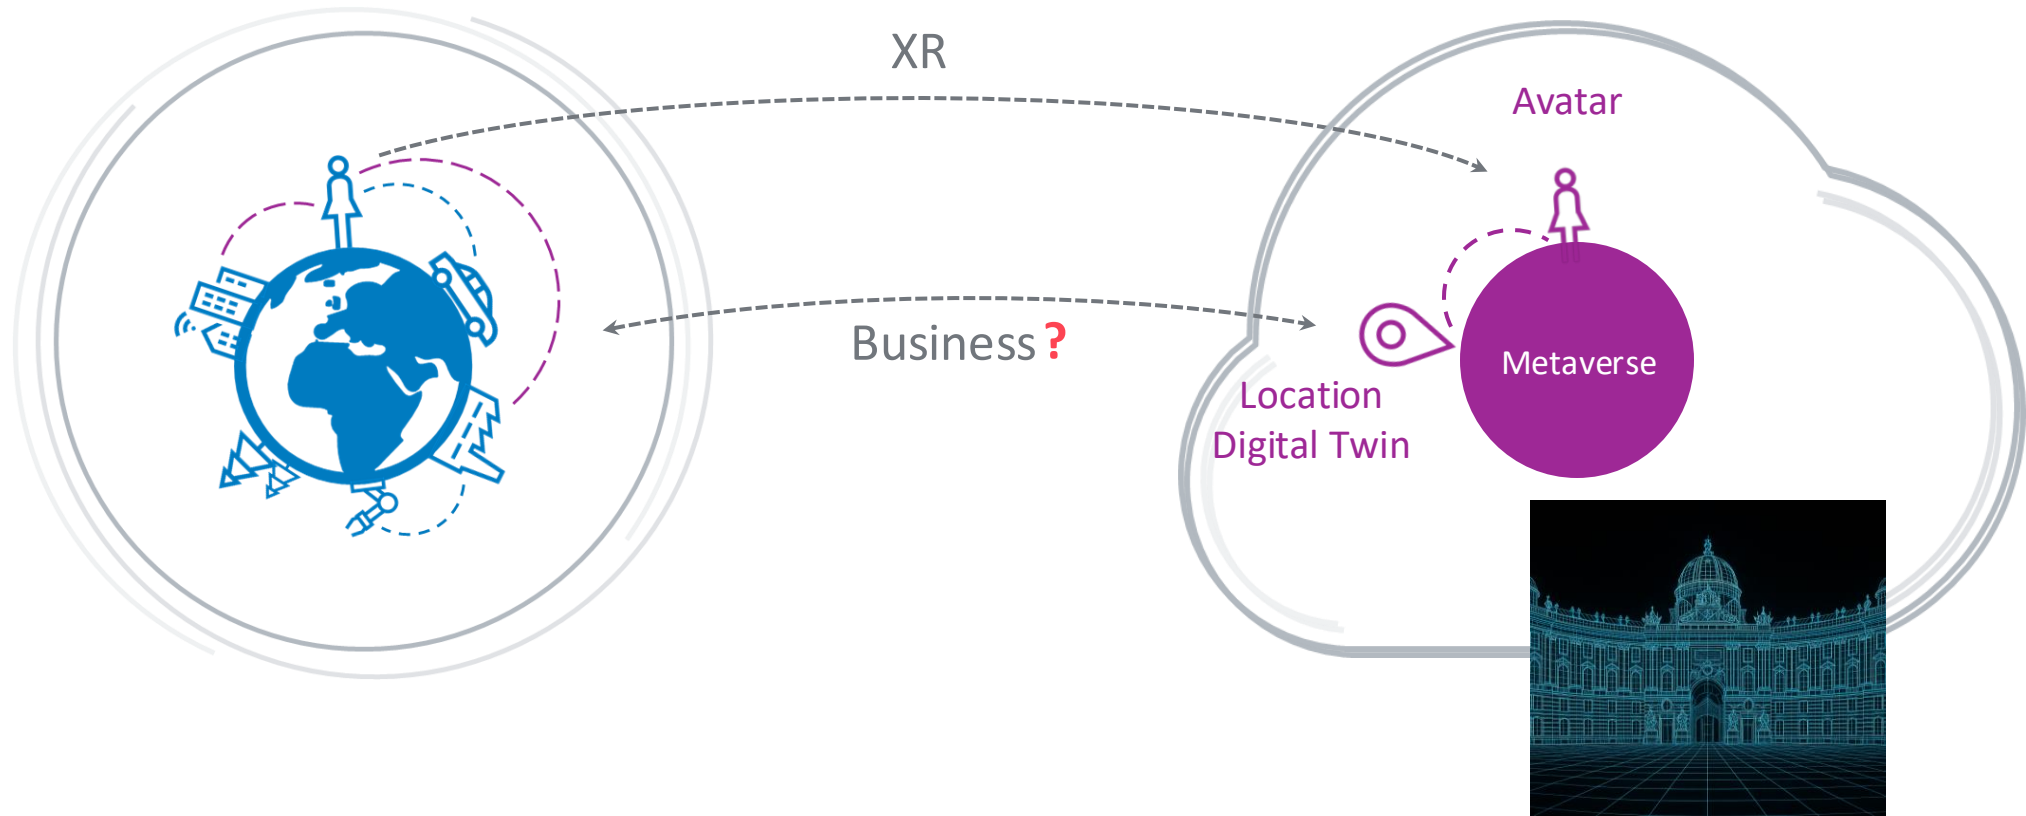 XR
Avatar
Business?
Location
Digital Twin
Metaverse